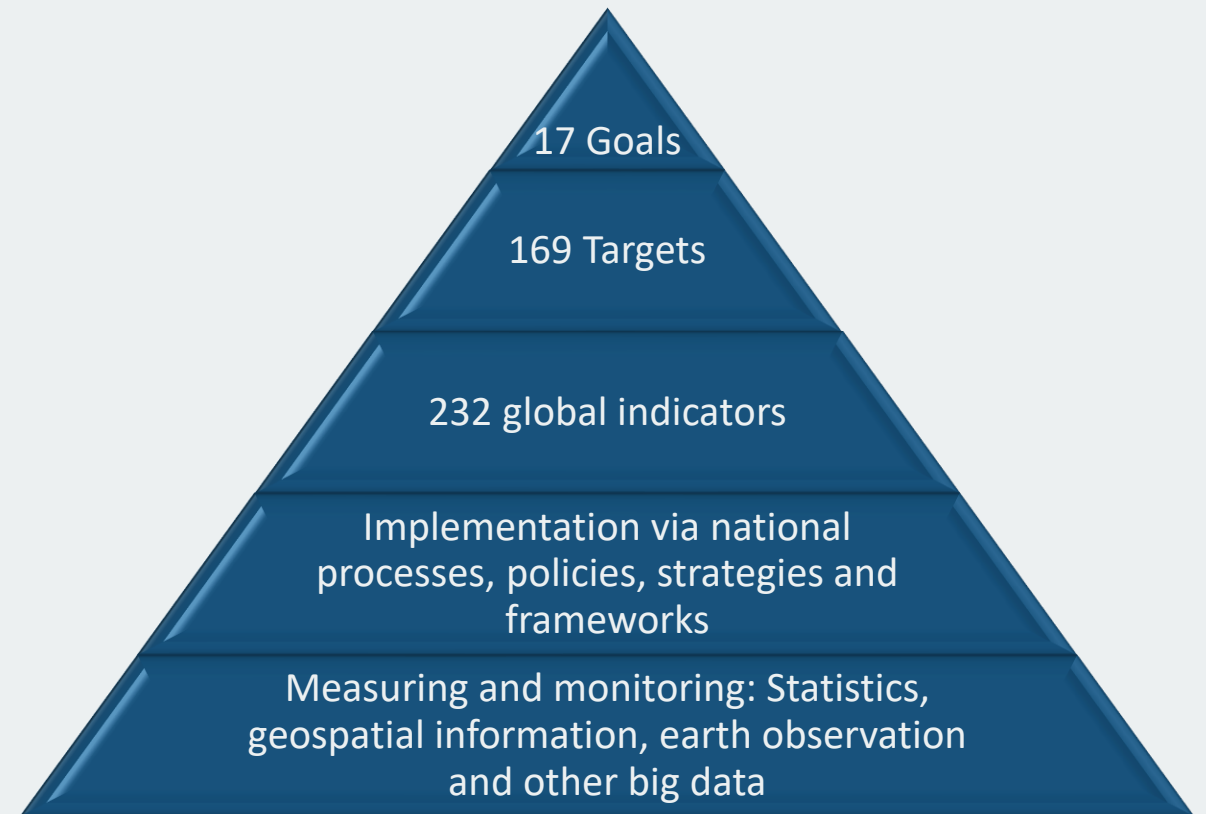 17 Goals
169 Targets
232 global indicators
Implementation via national
processes, policies, strategies and
frameworks
Measuring and monitoring: Statistics,
geospatial information, earth observation
and other big data